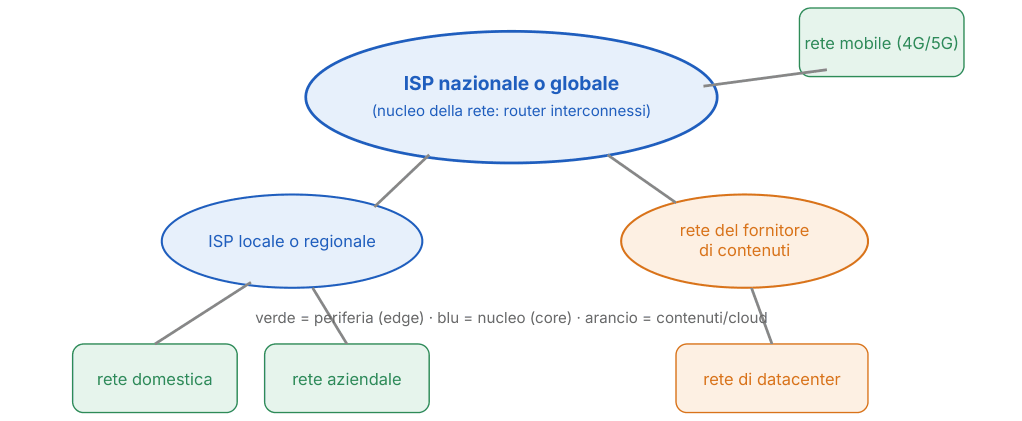 rete mobile (4G/5G)
ISP nazionale o globale
(nucleo della rete: router interconnessi)
ISP locale o regionale
rete del fornitore
di contenuti
verde = periferia (edge) · blu = nucleo (core) · arancio = contenuti/cloud
rete domestica
rete aziendale
rete di datacenter